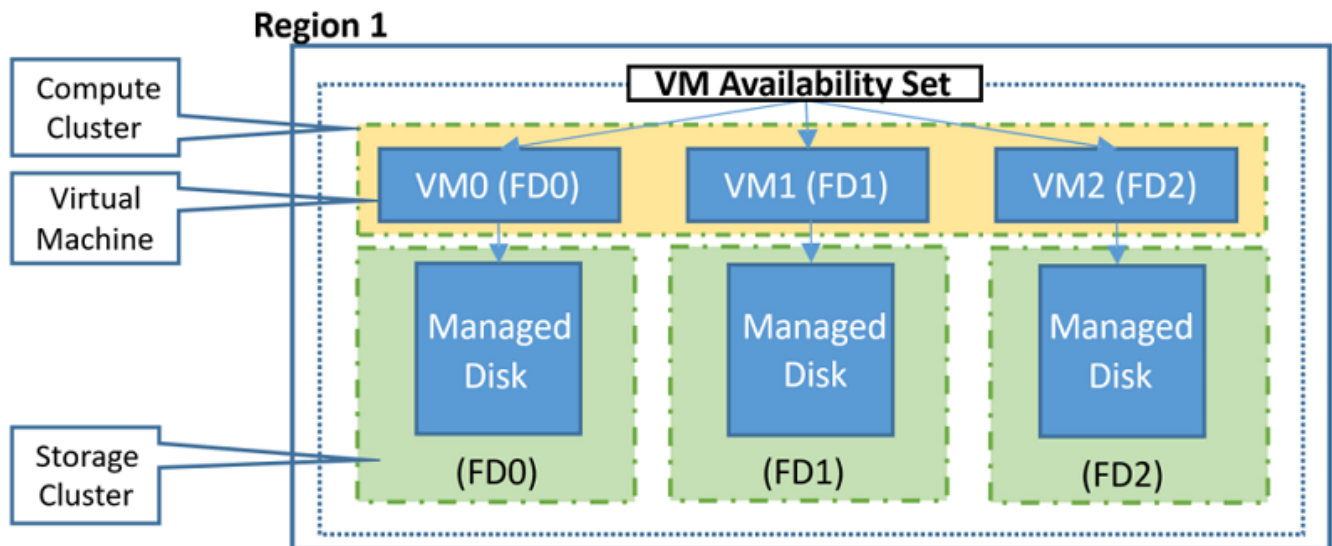 Region 1
Compute
Cluster
VM Availability Set
VM0 (FD0)
VM1 (FD1)
VM2 (FD2)
Virtual
Machine
Managed
Disk
Managed
Disk
Managed
Disk
Storage
Cluster
(FD0)
(FD1)
(FD2)